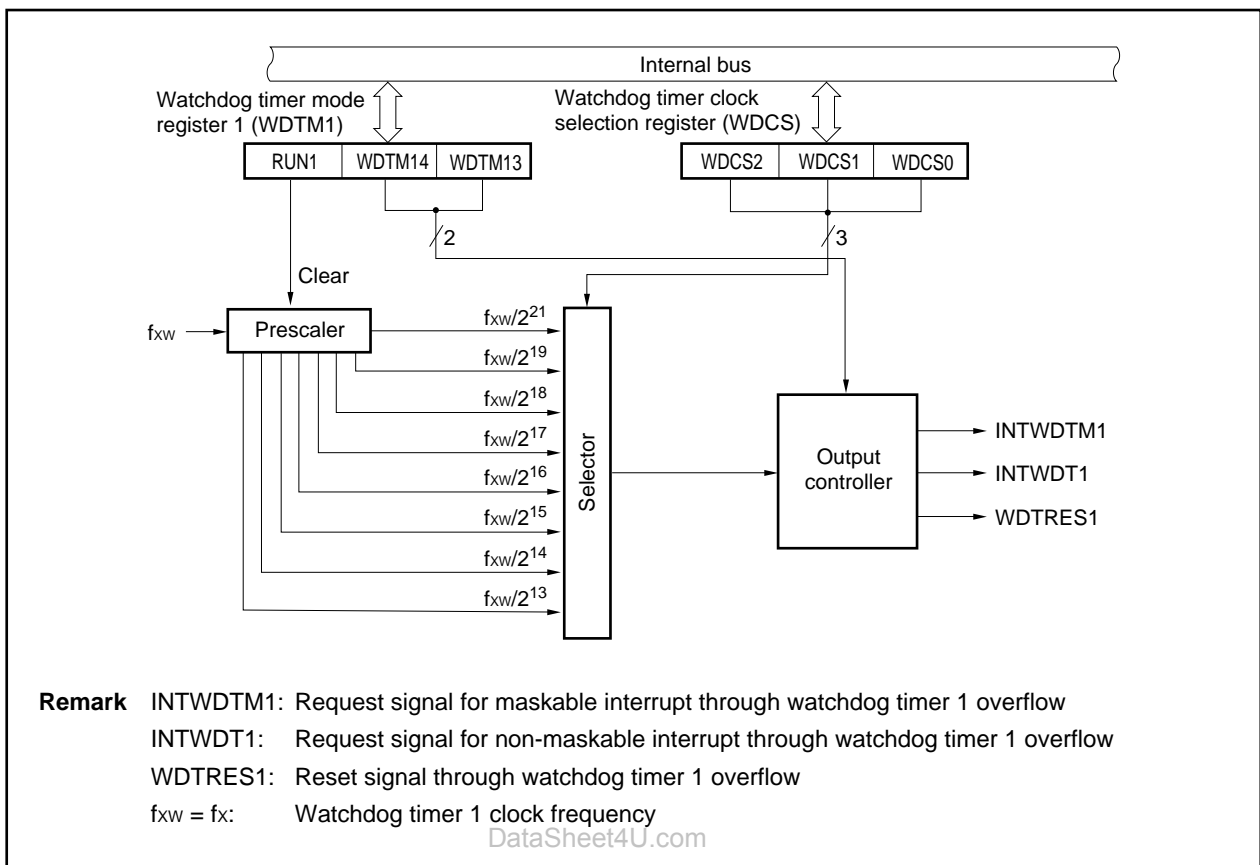 Internal bus
Watchdog timer mode
register 1 (WDTM1)
Watchdog timer clock
selection register (WDCS)
RUN1 WDTM14 WDTM13
WDCS2 WDCS1 WDCS0
2
3
Clear
fxw
Prescaler
fxw/2^21
fxw/2^19
fxw/2^18
fxw/2^17
fxw/2^16
fxw/2^15
fxw/2^14
fxw/2^13
Selector
Output
controller
INTWDTM1
INTWDT1
WDTRES1
Remark INTWDTM1: Request signal for maskable interrupt through watchdog timer 1 overflow
INTWDT1: Request signal for non-maskable interrupt through watchdog timer 1 overflow
WDTRES1: Reset signal through watchdog timer 1 overflow
fxw = fx: Watchdog timer 1 clock frequency
DataSheet4U.com